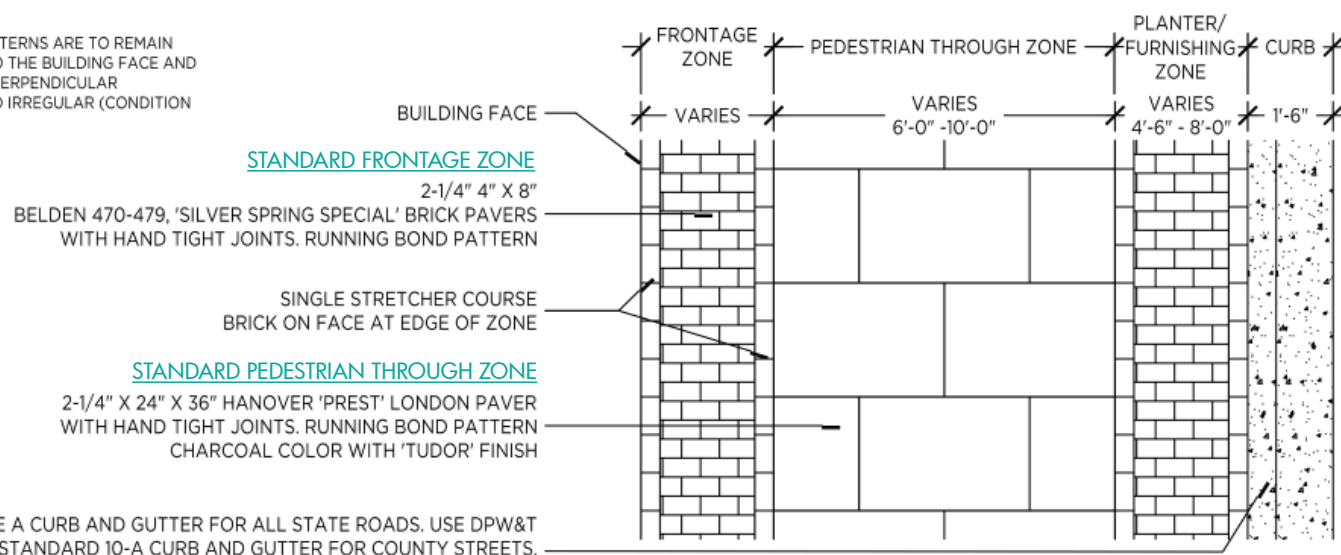 TERNS ARE TO REMAIN
THE BUILDING FACE AND
ERPENDICULAR
IRREGULAR (CONDITION
FRONTAGE
ZONE
PEDESTRIAN THROUGH ZONE
PLANTER/
FURNISHING
ZONE
CURB
VARIES
VARIES
6'-0" -10'-0"
VARIES
4'-6" - 8'-0"
1'-6"
BUILDING FACE
STANDARD FRONTAGE ZONE
2-1/4" 4" X 8"
BELDEN 470-479, 'SILVER SPRING SPECIAL' BRICK PAVERS
WITH HAND TIGHT JOINTS. RUNNING BOND PATTERN
SINGLE STRETCHER COURSE
BRICK ON FACE AT EDGE OF ZONE
STANDARD PEDESTRIAN THROUGH ZONE
2-1/4" X 24" X 36" HANOVER 'PREST' LONDON PAVER
WITH HAND TIGHT JOINTS. RUNNING BOND PATTERN
CHARCOAL COLOR WITH 'TUDOR' FINISH
E A CURB AND GUTTER FOR ALL STATE ROADS. USE DPW&T
STANDARD 10-A CURB AND GUTTER FOR COUNTY STREETS.